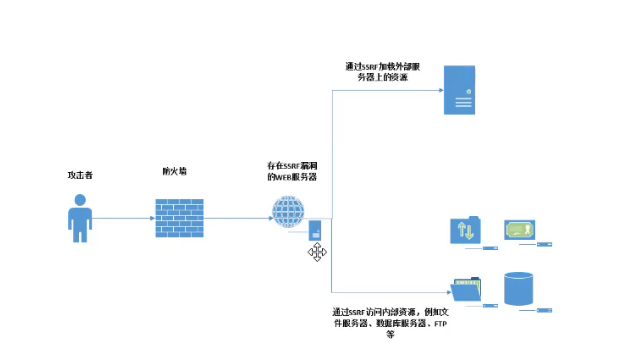 通过SSRF加载外部服
务器上的资源
攻击者
防火墙
存在SSRF漏洞
的WEB服务器
通过SSRF访问内部资源，例如文
件服务器、数据库服务器、FTP
等